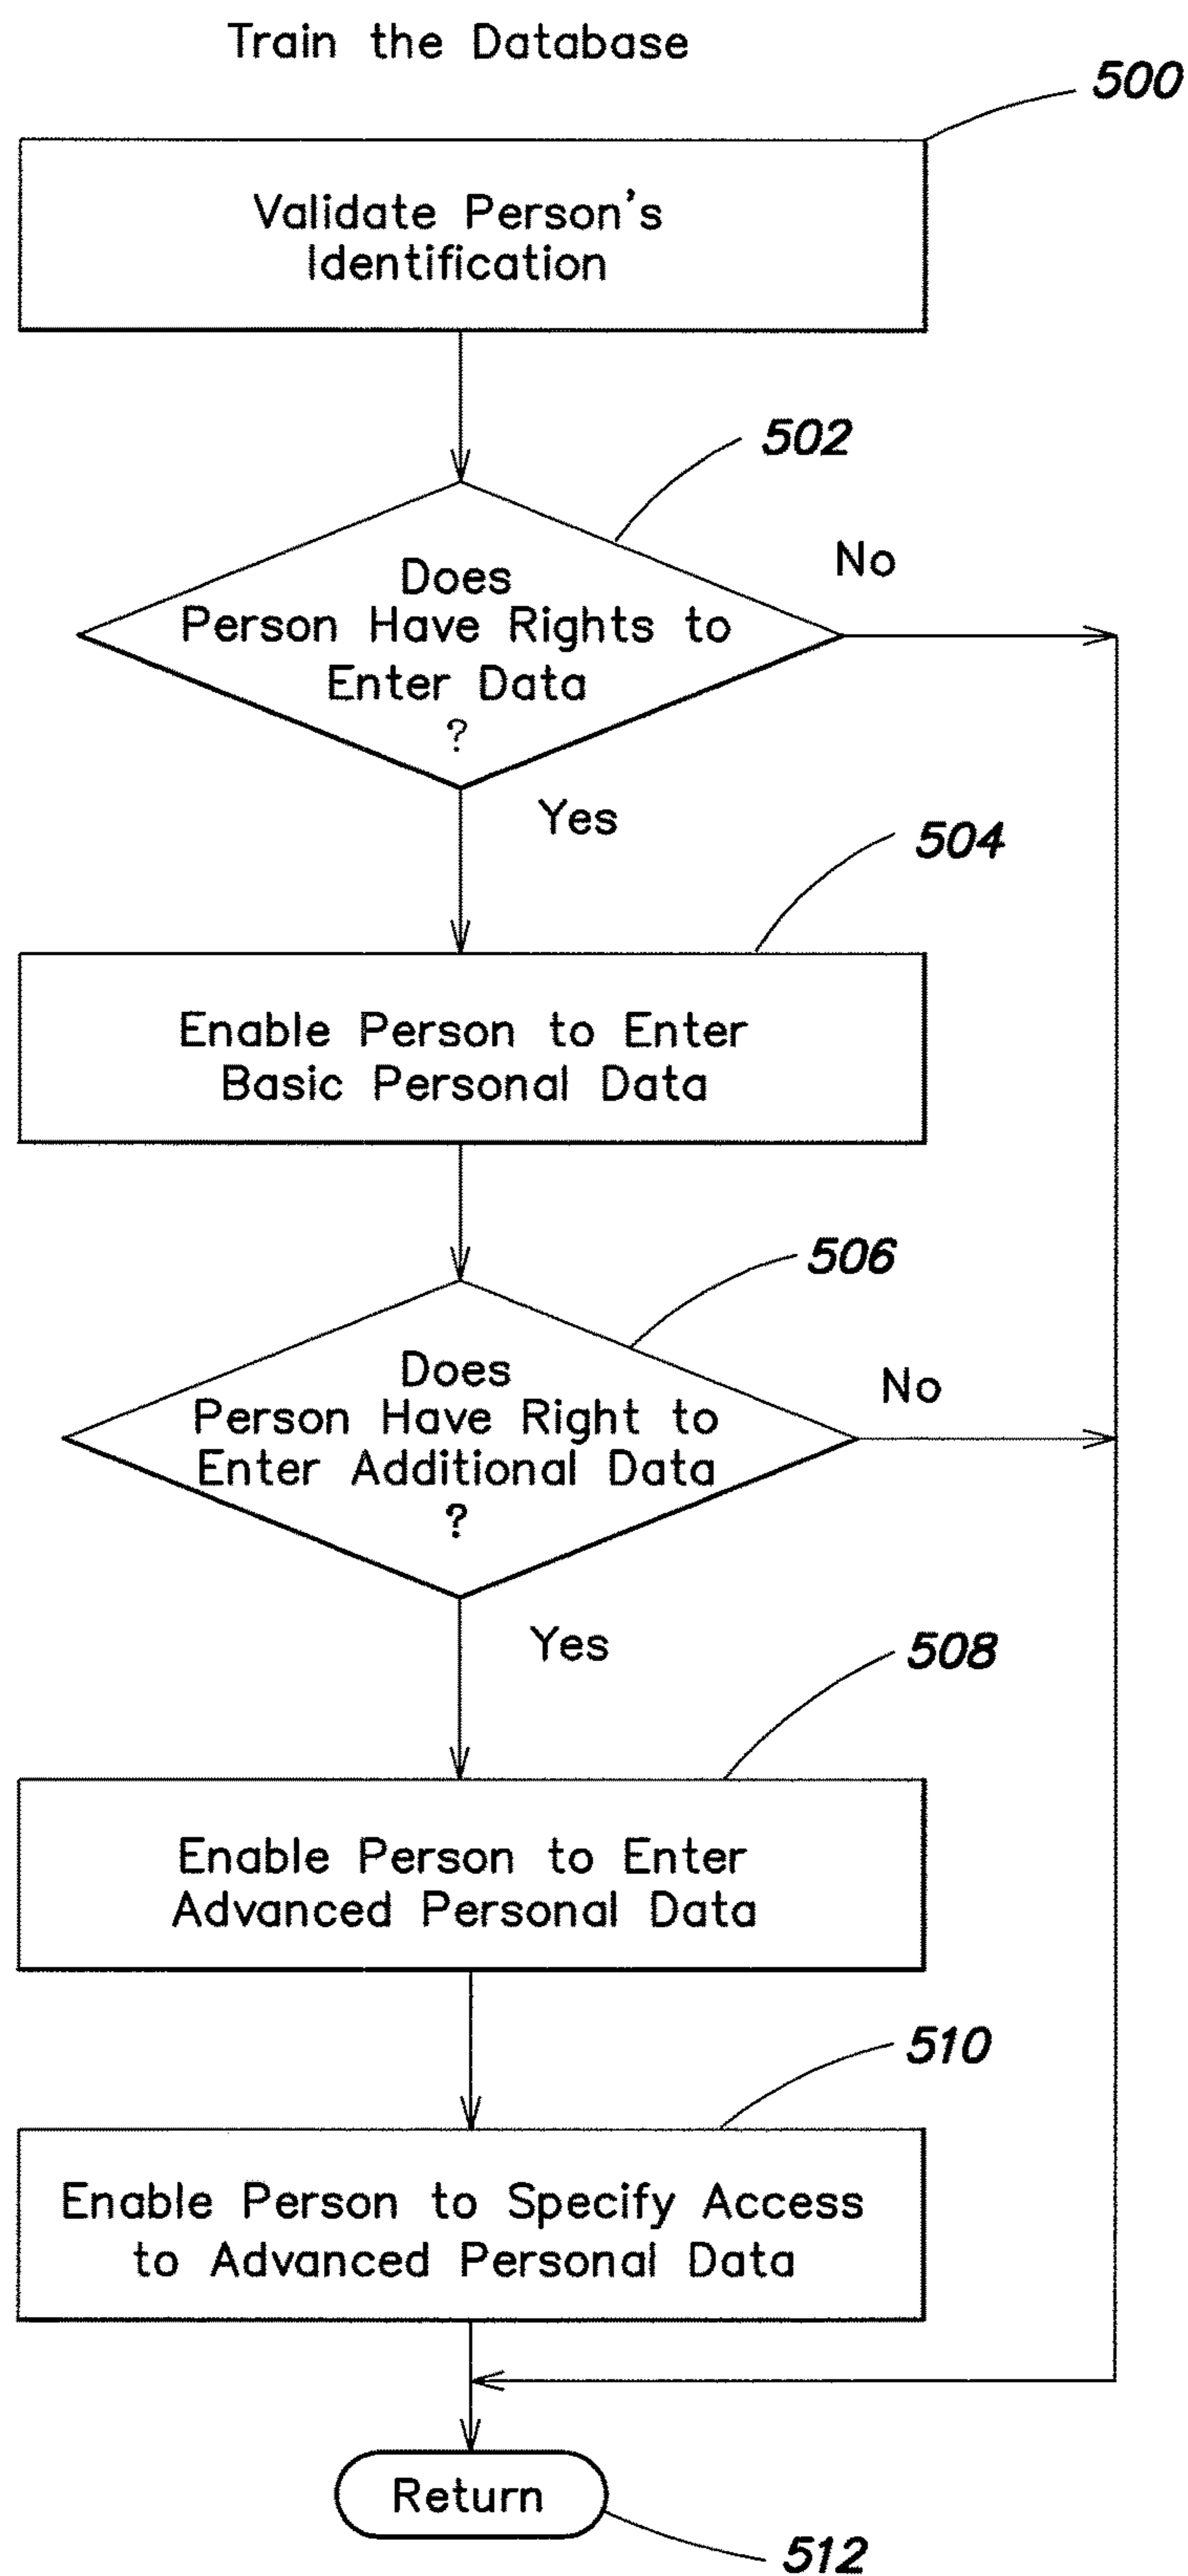 Train the Database
500
Validate Person's
Identification
502
Does
Person Have Rights to
Enter Data
?
No
Yes
504
Enable Person to Enter
Basic Personal Data
506
Does
Person Have Right to
Enter Additional Data
?
No
Yes
508
Enable Person to Enter
Advanced Personal Data
510
Enable Person to Specify Access
to Advanced Personal Data
Return
512